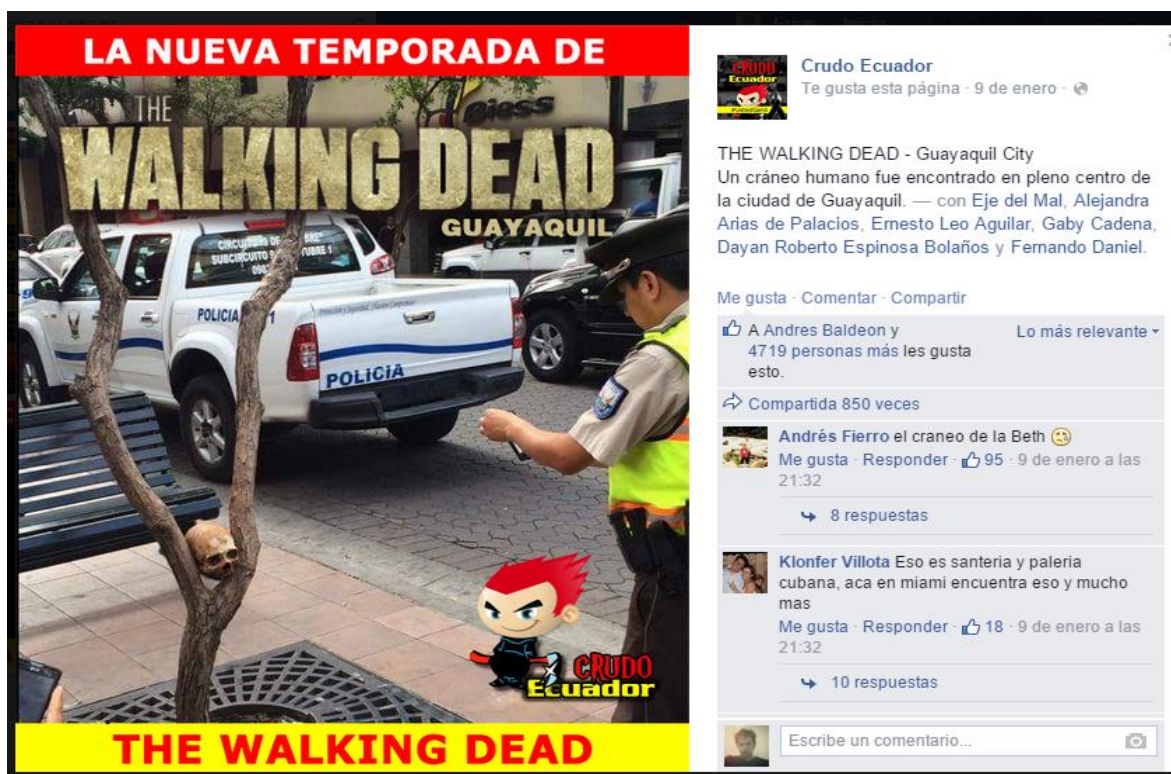 LA NUEVA TEMPORADA DE
THE
WALKING DEAD
GUAYAQUIL
SUBCIRCUITO
POLICIA
POLICIA
CRUDO
Ecuador
THE WALKING DEAD
CRUDO
Ecuador
Crudo Ecuador
Te gusta esta página · 9 de enero ·
THE WALKING DEAD - Guayaquil City
Un cráneo humano fue encontrado en pleno centro de
la ciudad de Guayaquil. — con Eje del Mal, Alejandra
Arias de Palacios, Ernesto Leo Aguilar, Gaby Cadena,
Dayan Roberto Espinosa Bolaños y Fernando Daniel.
Me gusta · Comentar · Compartir
A Andres Baldeon y
4719 personas más les gusta
esto.
Lo más relevante
Compartida 850 veces
Andrés Fierro el craneo de la Beth
Me gusta · Responder · 95 · 9 de enero a las
21:32
8 respuestas
Klonfer Villota Eso es santeria y paleria
cubana, aca en miami encuentra eso y mucho
mas
Me gusta · Responder · 18 · 9 de enero a las
21:32
10 respuestas
Escribe un comentario...